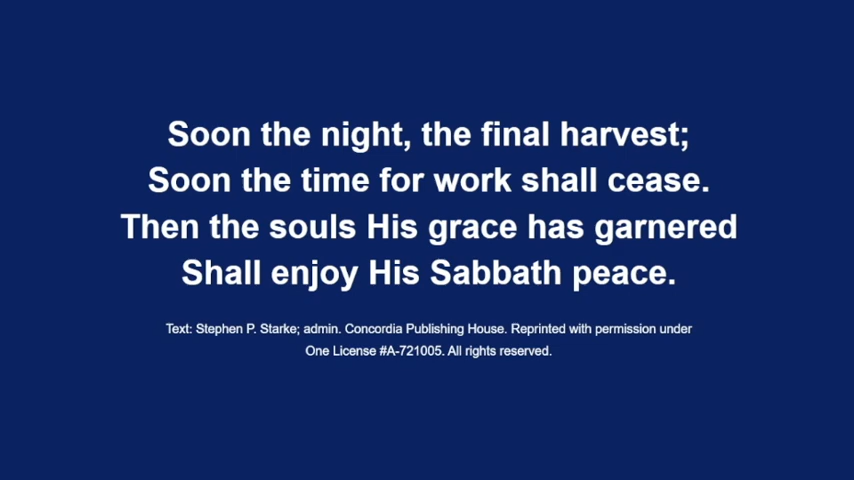 Soon the night, the final harvest;
Soon the time for work shall cease.
Then the souls His grace has garnered
Shall enjoy His Sabbath peace.
Text: Stephen P. Starke; admin. Concordia Publishing House. Reprinted with permission under
One License #A-721005. All rights reserved.